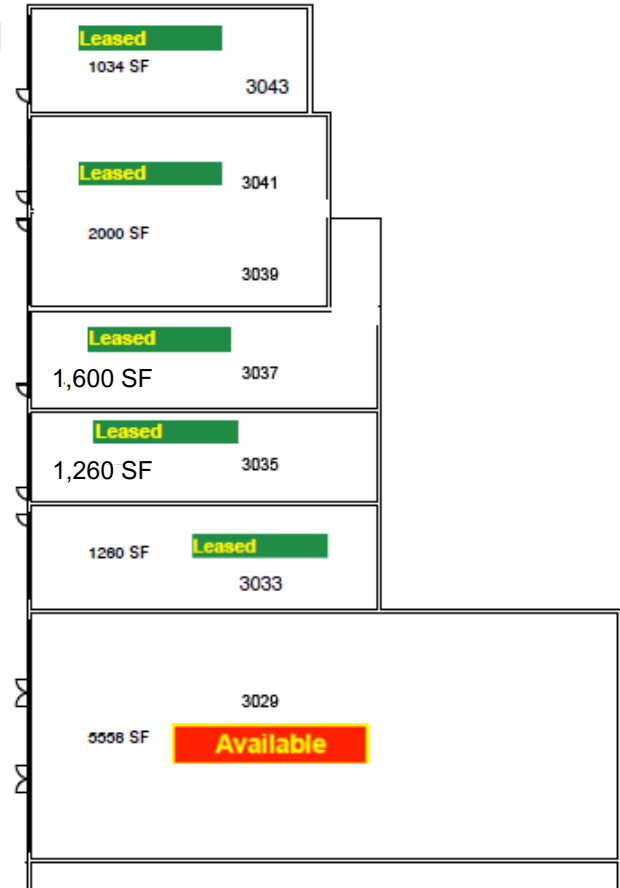 Leased
1034 SF
3043
Leased
3041
2000 SF
3039
Leased
1,600 SF
3037
Leased
1,260 SF
3035
1260 SF
Leased
3033
3029
5558 SF
Available